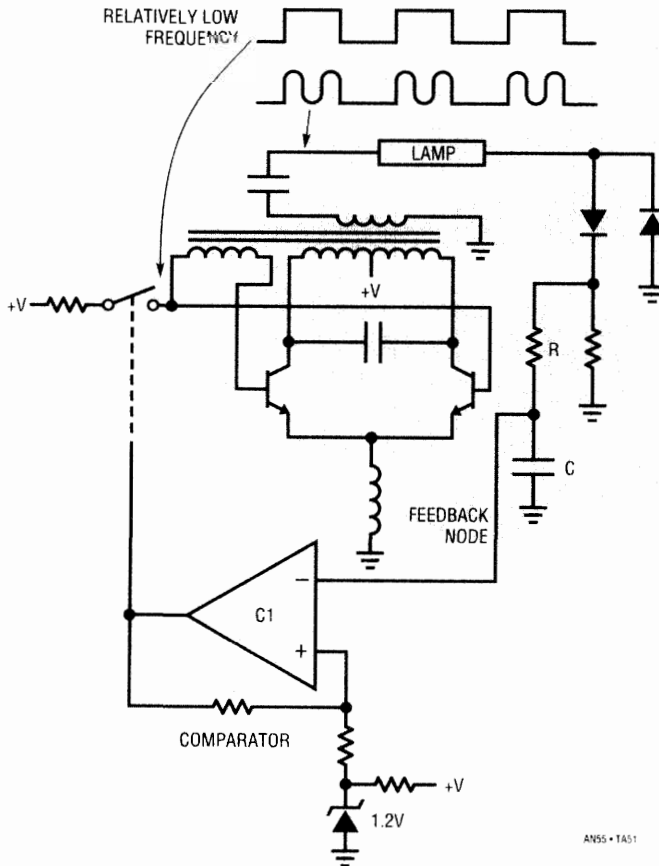 RELATIVELY LOW
FREQUENCY
LAMP
+V
+V
R
C
FEEDBACK
NODE
−
C1
+
COMPARATOR
+V
1.2V
AN55 • TA51